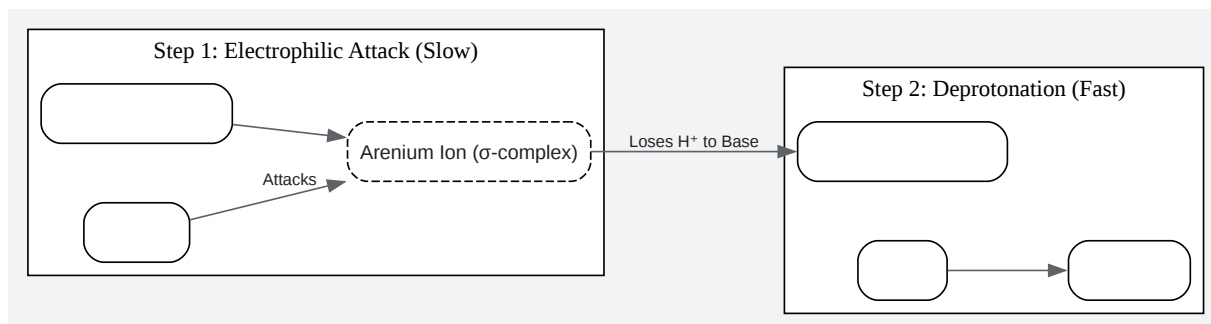 Step 1: Electrophilic Attack (Slow)
Arenium Ion (σ-complex)
Attacks
Loses H⁺ to Base
Step 2: Deprotonation (Fast)